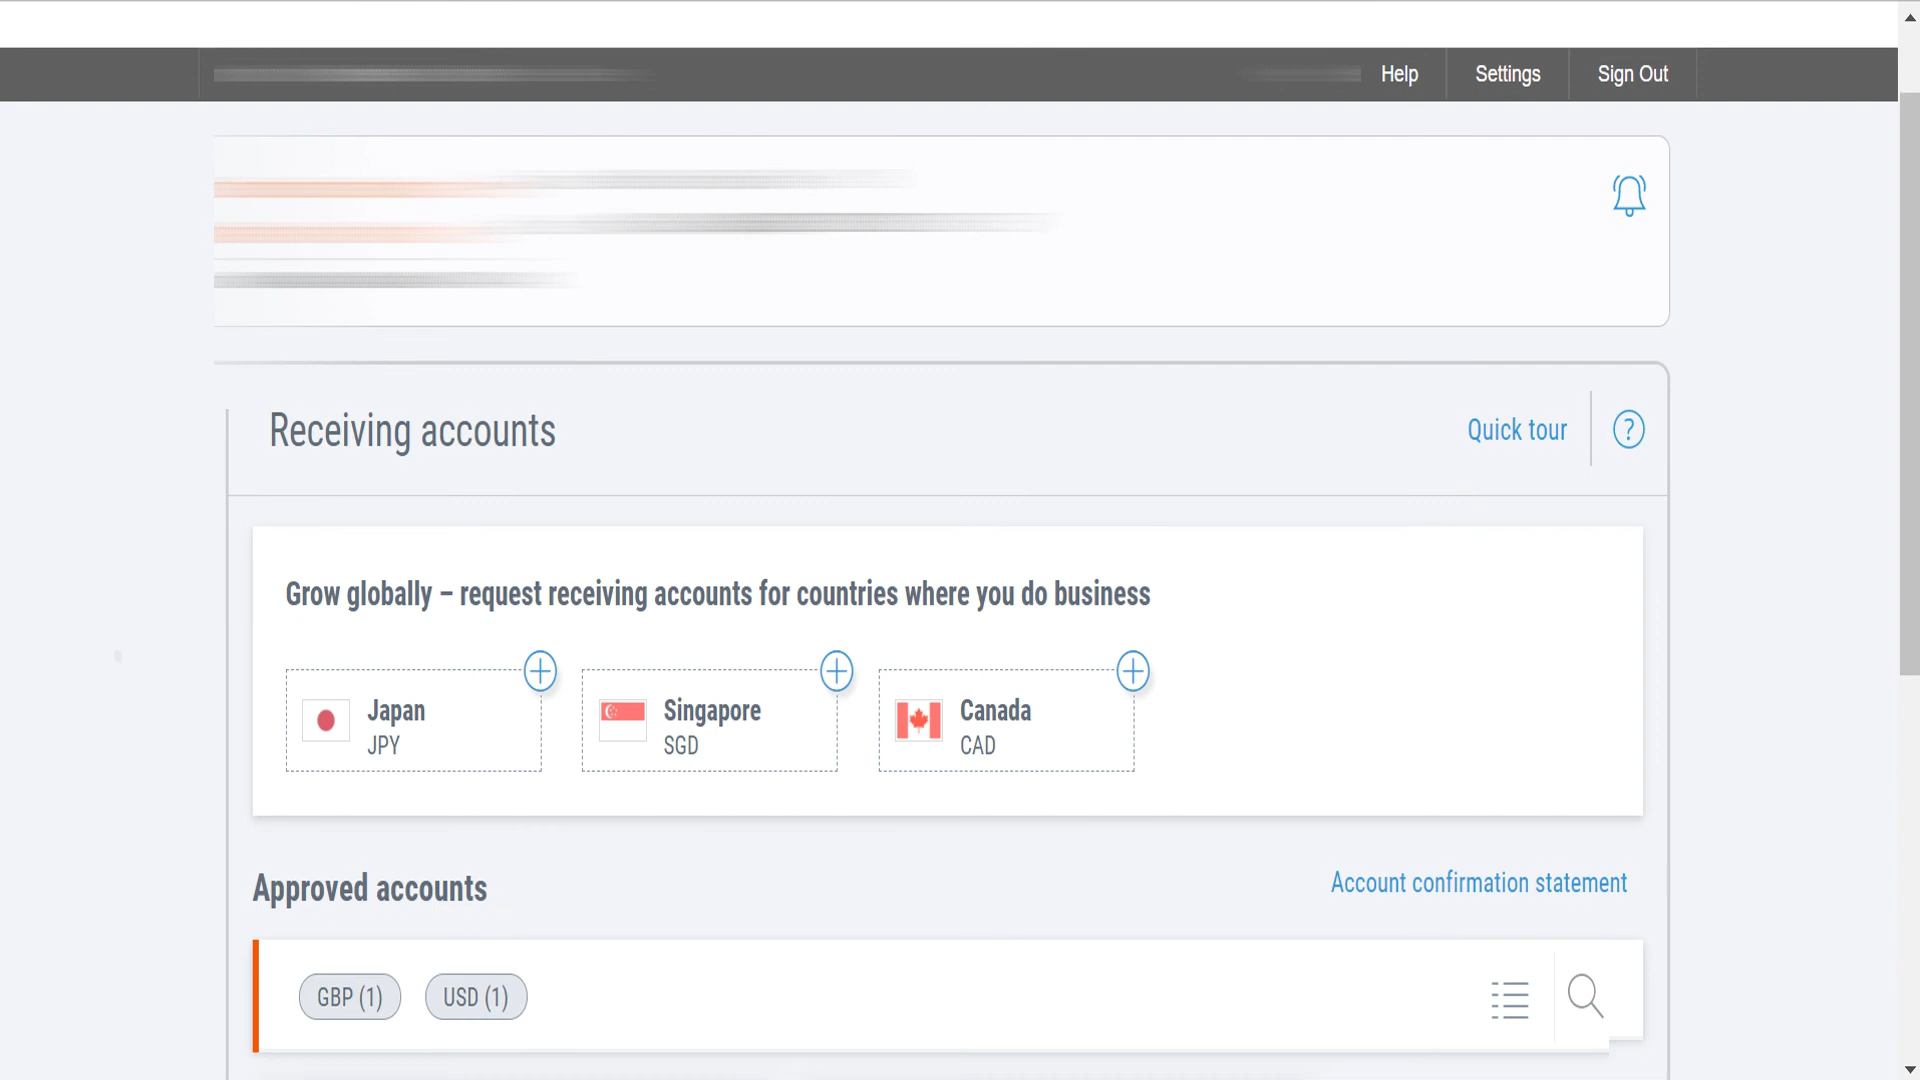 Help Settings Sign Out
Receiving accounts
Quick tour
?
Grow globally – request receiving accounts for countries where you do business
Japan
JPY
Singapore
SGD
Canada
CAD
Approved accounts
Account confirmation statement
GBP (1) USD (1)